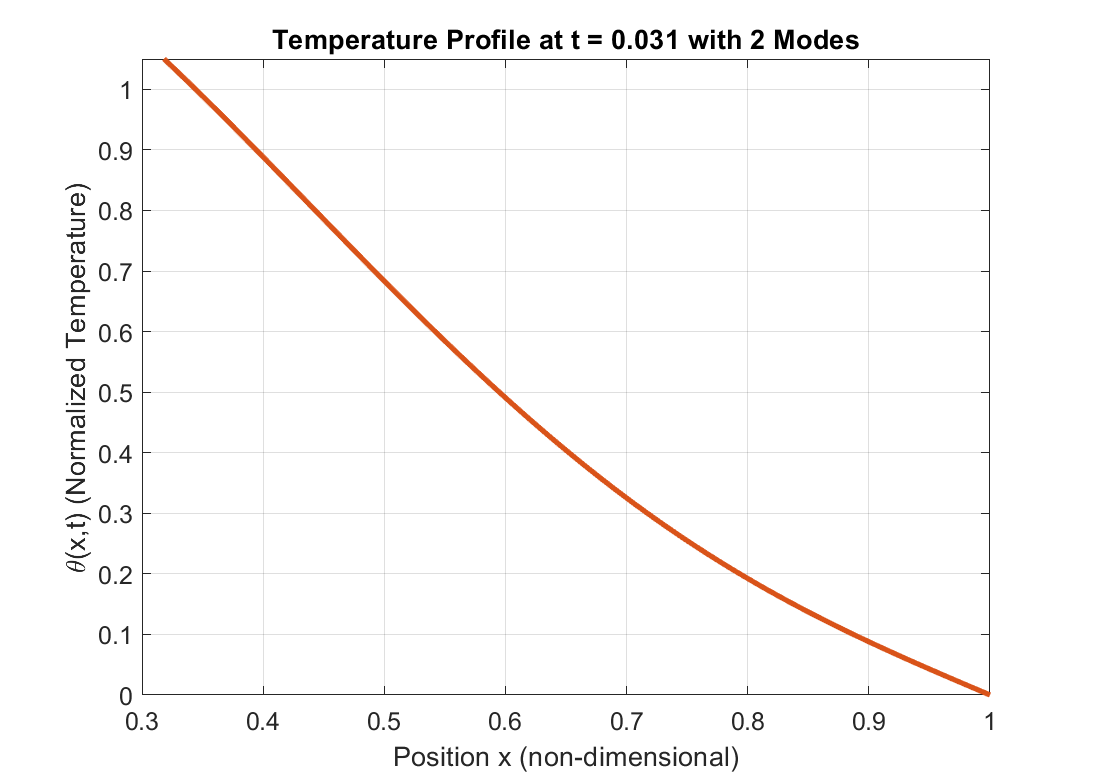 Temperature Profile at t = 0.031 with 2 Modes
θ(x,t) (Normalized Temperature)
1
0.9
0.8
0.7
0.6
0.5
0.4
0.3
0.2
0.1
0
0.3 0.4 0.5 0.6 0.7 0.8 0.9 1
Position x (non-dimensional)